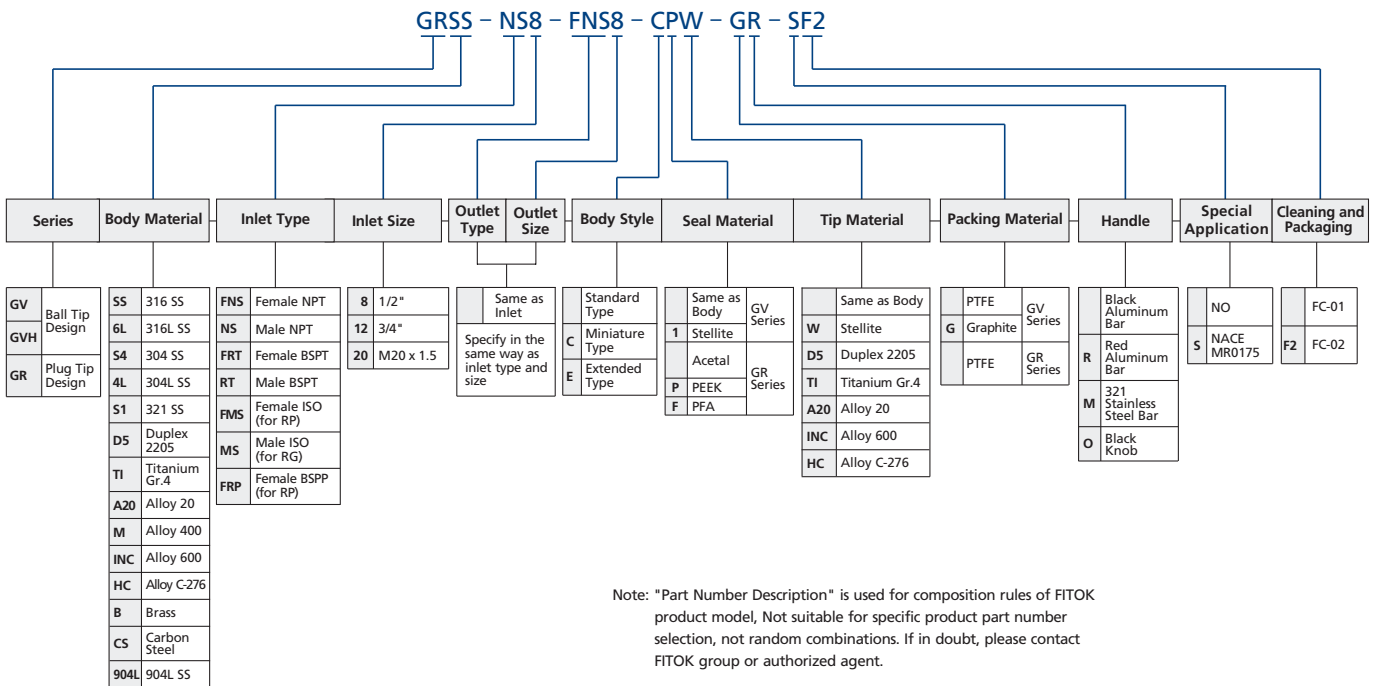 GRSS – NS8 – FNS8 – CPW – GR – SF2
Series
Body Material
Inlet Type
Inlet Size
Outlet
Type
Outlet
Size
Body Style
Seal Material
Tip Material
Packing Material
Handle
Special
Application
Cleaning and
Packaging
GV
GVH
Ball Tip
Design
GR
Plug Tip
Design
SS 316 SS
6L 316L SS
S4 304 SS
4L 304L SS
S1 321 SS
D5 Duplex
2205
TI Titanium
Gr.4
A20 Alloy 20
M Alloy 400
INC Alloy 600
HC Alloy C-276
B Brass
CS Carbon
Steel
904L 904L SS
FNS Female NPT
NS Male NPT
FRT Female BSPT
RT Male BSPT
FMS Female ISO
(for RP)
MS Male ISO
(for RG)
FRP Female BSPP
(for RP)
8 1/2"
12 3/4"
20 M20 x 1.5
Same as
Inlet
Specify in the
same way as
inlet type and
size
Standard
Type
C Miniature
Type
E Extended
Type
Same as
Body
1 Stellite
GV
Series
Acetal
P PEEK
F PFA
GR
Series
Same as Body
W Stellite
D5 Duplex 2205
TI Titanium Gr.4
A20 Alloy 20
INC Alloy 600
HC Alloy C-276
PTFE
G Graphite
GV
Series
PTFE
GR
Series
Black
Aluminum
Bar
R Red
Aluminum
Bar
M 321
Stainless
Steel Bar
O Black
Knob
NO
S NACE
MR0175
FC-01
F2 FC-02
Note: "Part Number Description" is used for composition rules of FITOK
product model, Not suitable for specific product part number
selection, not random combinations. If in doubt, please contact
FITOK group or authorized agent.